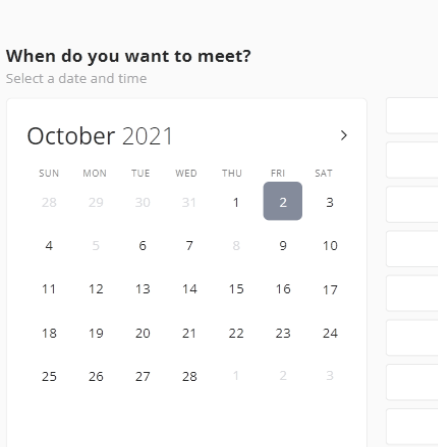 When do you want to meet?
Select a date and time
October 2021
SUN MON TUE WED THU FRI SAT
28 29 30 31 1 2 3
4 5 6 7 8 9 10
11 12 13 14 15 16 17
18 19 20 21 22 23 24
25 26 27 28 1 2 3